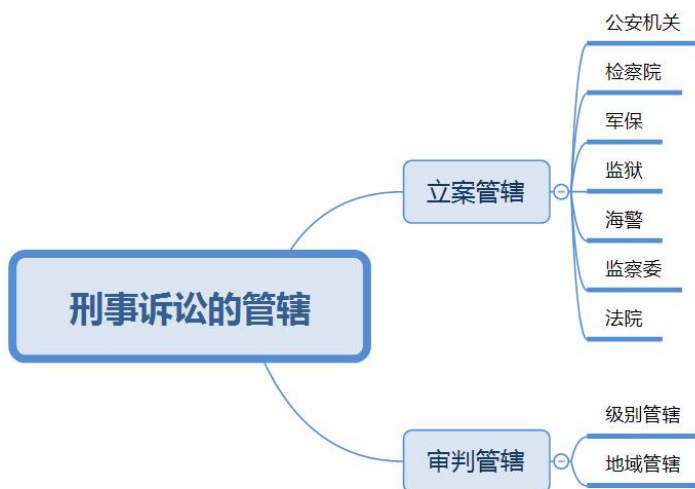 刑事诉讼的管辖
立案管辖
公安机关
检察院
军保
监狱
海警
监察委
法院
审判管辖
级别管辖
地域管辖